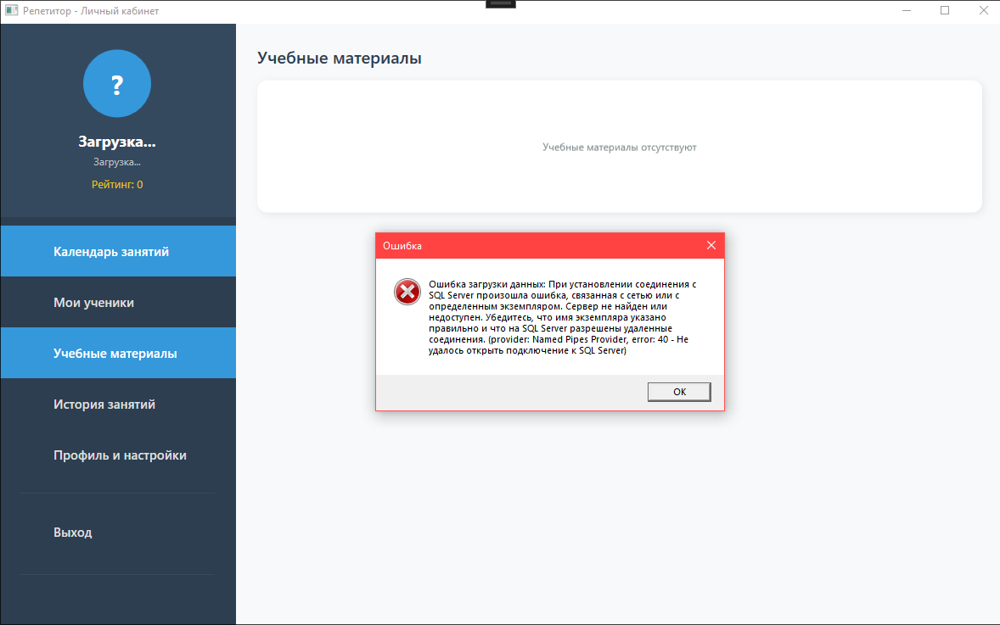 Репетитор - Личный кабинет
?
Загрузка...
Загрузка...
Рейтинг: 0
Календарь занятий
Мои ученики
Учебные материалы
История занятий
Профиль и настройки
Выход
Учебные материалы
Учебные материалы отсутствуют
Ошибка
Ошибка загрузки данных: При установлении соединения с
SQL Server произошла ошибка, связанная с сетью или с
определенным экземпляром. Сервер не найден или
недоступен. Убедитесь, что имя экземпляра указано
правильно и что на SQL Server разрешены удаленные
соединения. (provider: Named Pipes Provider, error: 40 - Не
удалось открыть подключение к SQL Server)
ОК